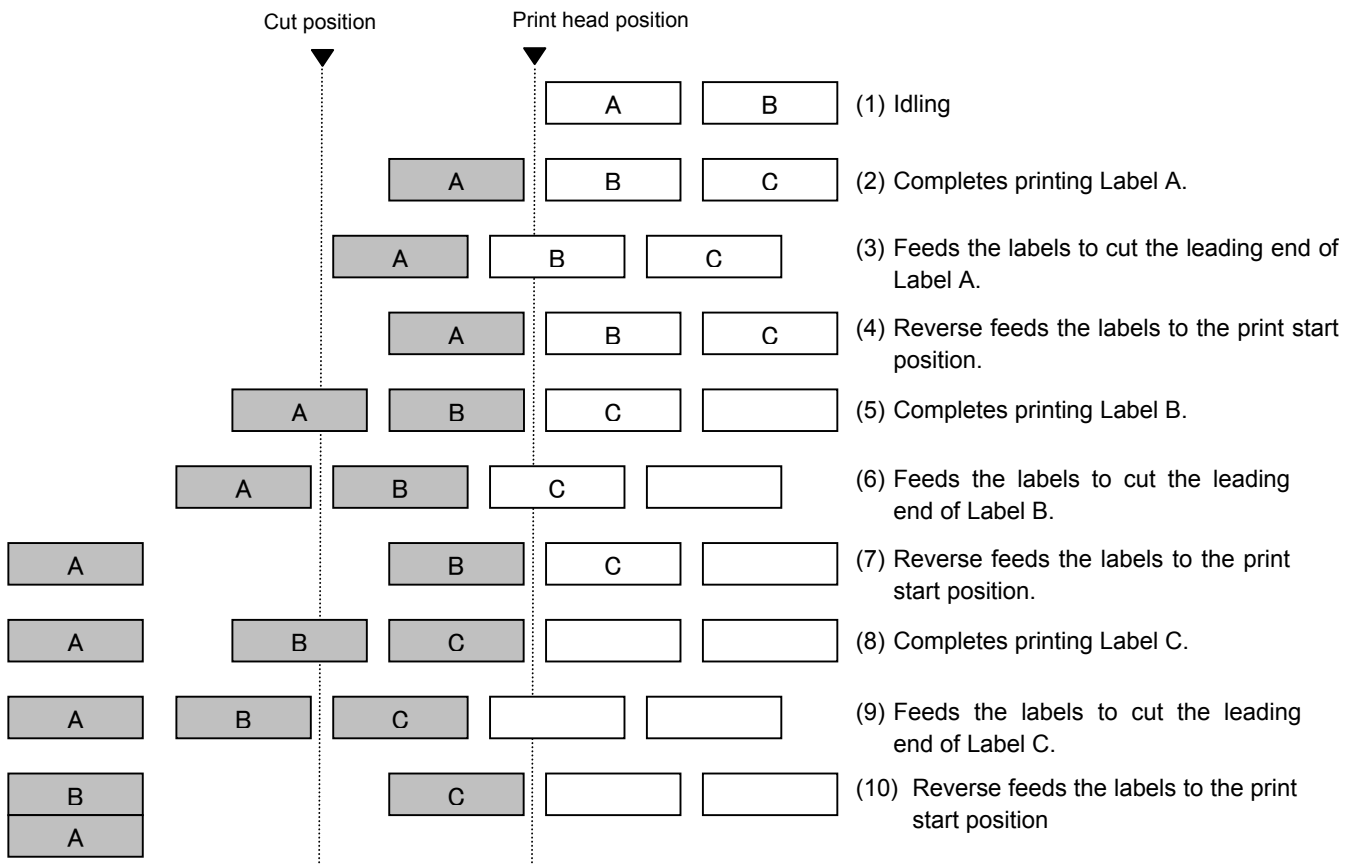 Cut position
Print head position
A B (1) Idling
A B C (2) Completes printing Label A.
A B C (3) Feeds the labels to cut the leading end of
Label A.
A B C (4) Reverse feeds the labels to the print start
position.
A B C (5) Completes printing Label B.
A B C (6) Feeds the labels to cut the leading
end of Label B.
A B C (7) Reverse feeds the labels to the print
start position.
A B C (8) Completes printing Label C.
A B C (9) Feeds the labels to cut the leading
end of Label C.
B C (10) Reverse feeds the labels to the print
A start position